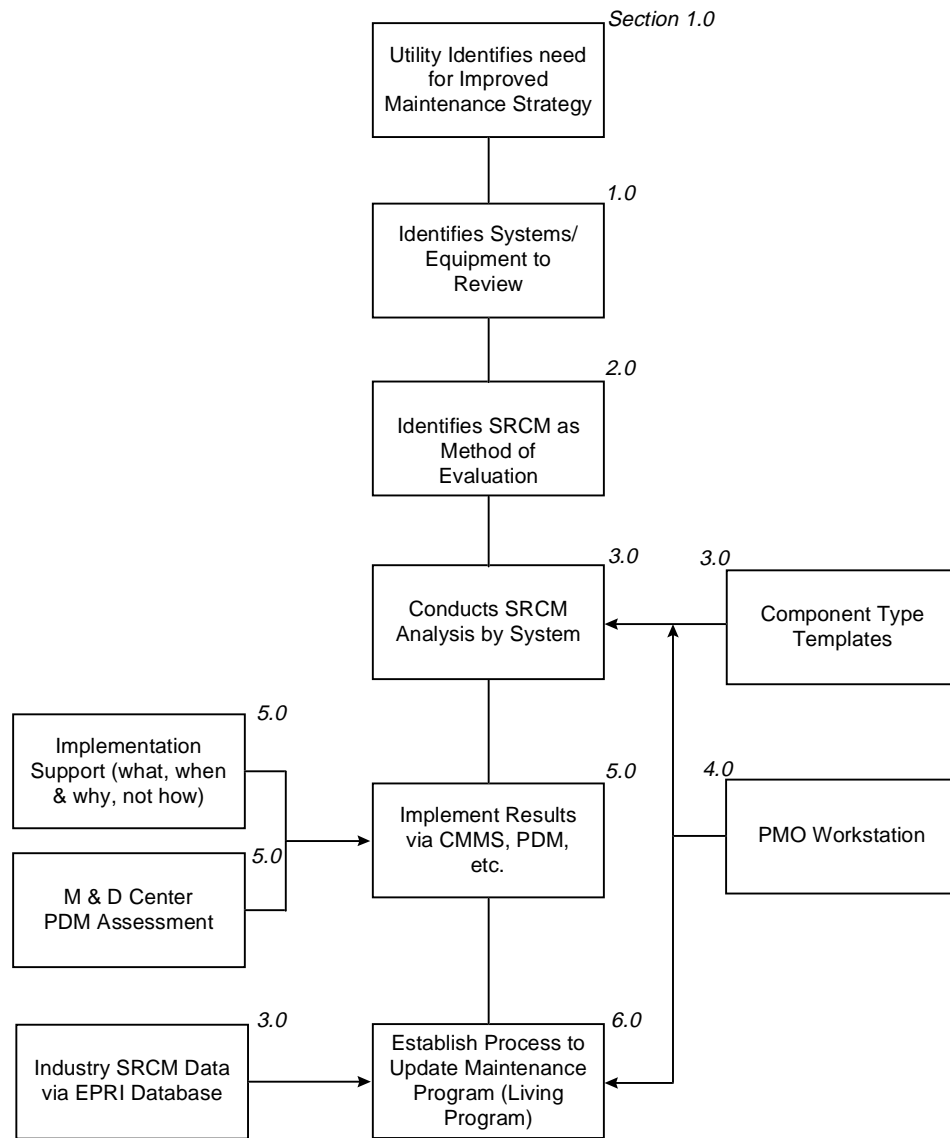 Section 1.0
Utility Identifies need
for Improved
Maintenance Strategy
1.0
Identifies Systems/
Equipment to
Review
2.0
Identifies SRCM as
Method of
Evaluation
3.0
Conducts SRCM
Analysis by System
3.0
Component Type
Templates
5.0
Implementation
Support (what, when
& why, not how)
5.0
Implement Results
via CMMS, PDM,
etc.
4.0
PMO Workstation
5.0
M & D Center
PDM Assessment
3.0
Industry SRCM Data
via EPRI Database
6.0
Establish Process to
Update Maintenance
Program (Living
Program)